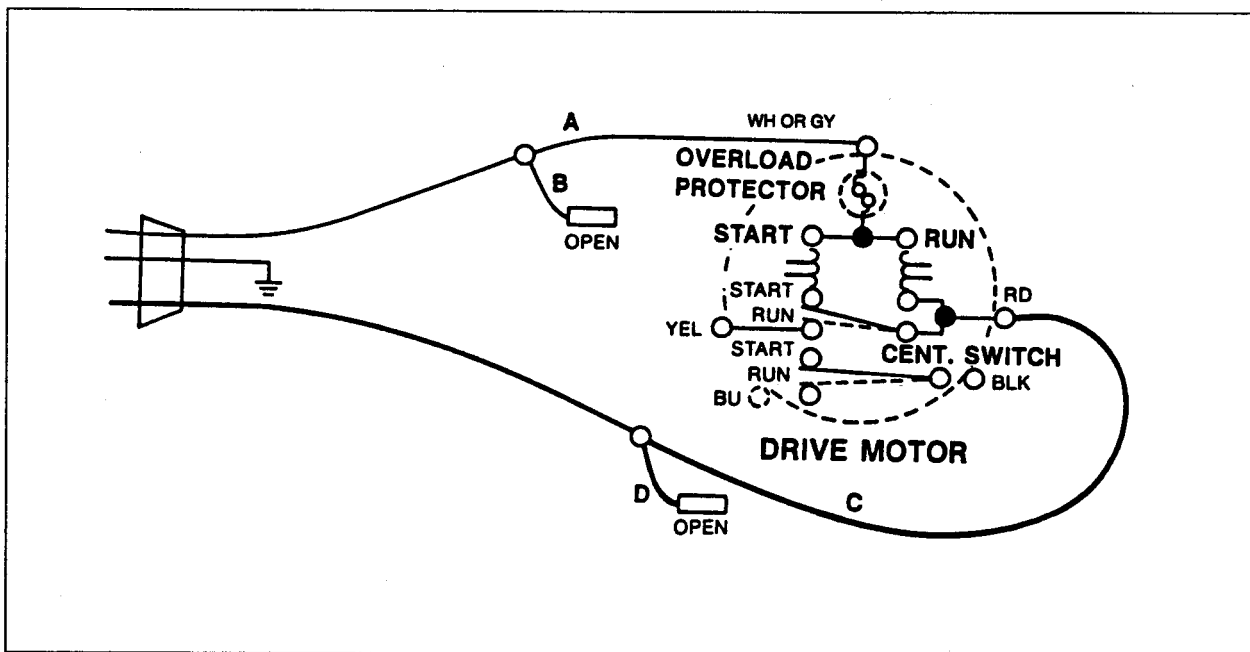 A
WH OR GY
OVERLOAD
PROTECTOR
B
OPEN
START
RUN
START
RD
RUN
YEL
START
CENT. SWITCH
RUN
BLK
BU
DRIVE MOTOR
D
C
OPEN